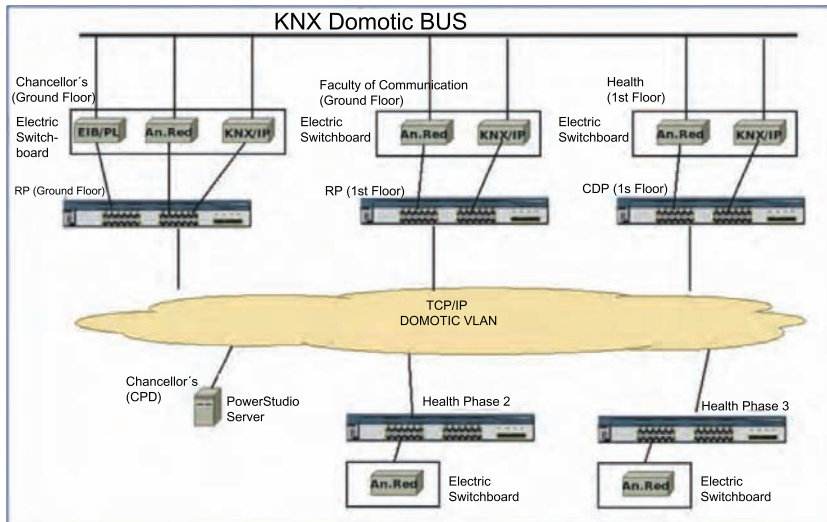 KNX Domotic BUS
Chancellor´s
(Ground Floor)
Faculty of Communication
(Ground Floor)
Health
(1st Floor)
Electric
Switch-
board
EIB/PL
An.Red
KNX/IP
Electric
Switchboard
An.Red
KNX/IP
Electric
Switchboard
An.Red
KNX/IP
RP (Ground Floor)
RP (1st Floor)
CDP (1s Floor)
TCP/IP
DOMOTIC VLAN
Chancellor´s
(CPD)
PowerStudio
Server
Health Phase 2
Health Phase 3
An.Red
Electric
Switchboard
An.Red
Electric
Switchboard